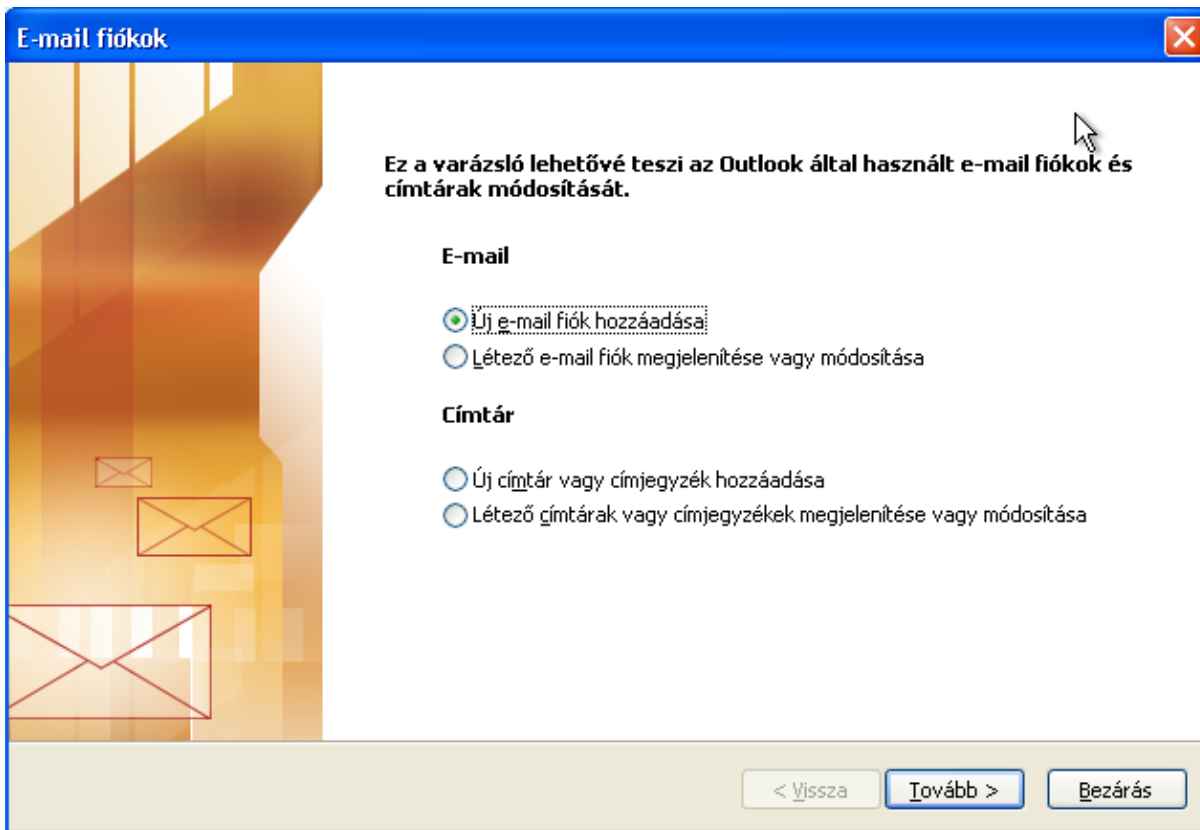 E-mail fiókok
Ez a varázsló lehetővé teszi az Outlook által használt e-mail fiókok és
címtárak módosítását.
E-mail
Új e-mail fiók hozzáadása
Létező e-mail fiók megjelenítése vagy módosítása
Címtár
Új címtár vagy címjegyzék hozzáadása
Létező címtárak vagy címjegyzékek megjelenítése vagy módosítása
< Vissza
Tovább >
Bezárás